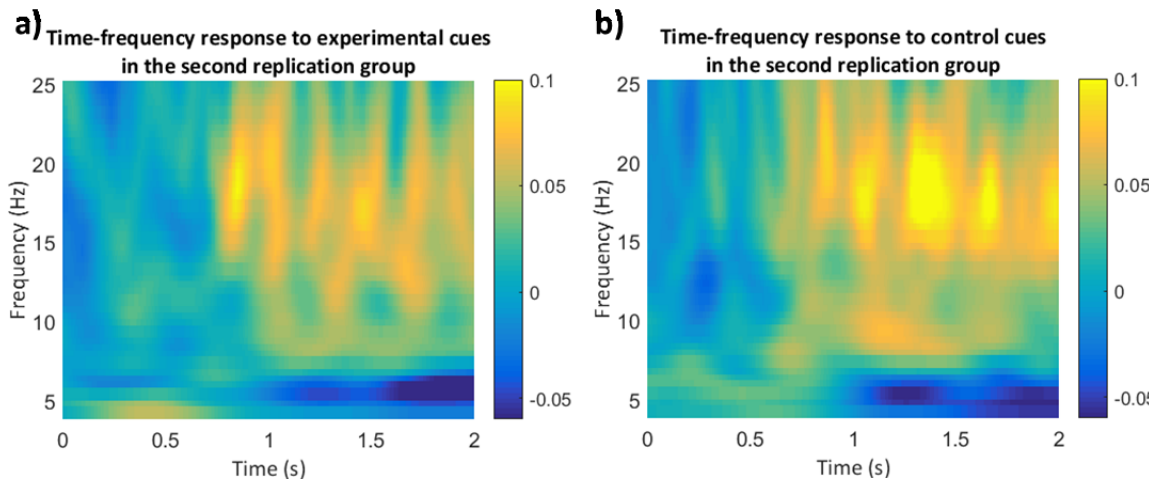 a)
Time-frequency response to experimental cues
in the second replication group
25
20
15
10
5
Frequency (Hz)
0
0.5
1
1.5
2
Time (s)
0.1
0.05
0
-0.05
b)
Time-frequency response to control cues
in the second replication group
25
20
15
10
5
Frequency (Hz)
0
0.5
1
1.5
2
Time (s)
0.1
0.05
0
-0.05